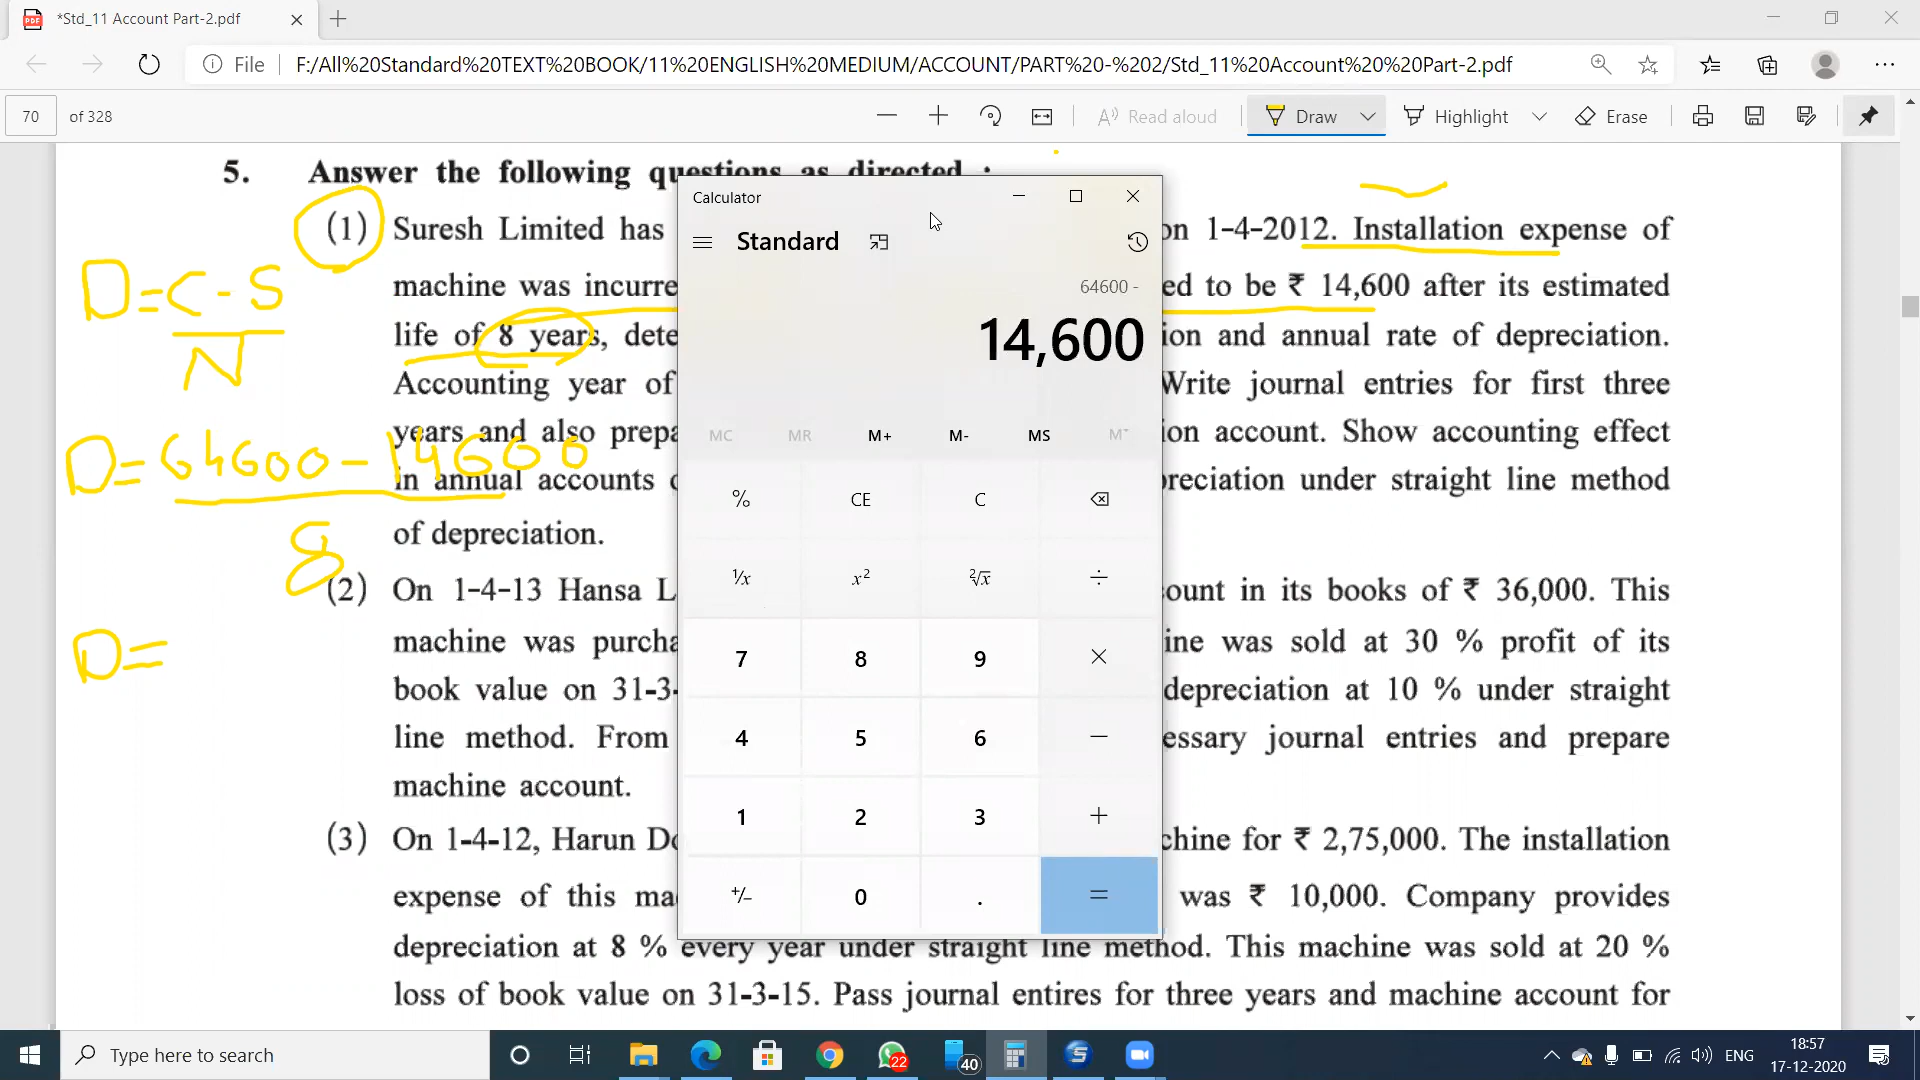 *Std_11 Account Part-2.pdf
File F:/All%20Standard%20TEXT%20BOOK/11%20ENGLISH%20MEDIUM/ACCOUNT/PART%20-%202/Std_11%20Account%20%20Part-2.pdf
70 of 328 Read aloud Draw Highlight Erase
5. Answer the following questions as directed :
(1) Suresh Limited has on 1-4-2012. Installation expense of
machine was incurre ed to be ₹ 14,600 after its estimated
life of 8 years, dete ion and annual rate of depreciation.
Accounting year of Write journal entries for first three
years and also prepa ion account. Show accounting effect
in annual accounts preciation under straight line method
of depreciation.
(2) On 1-4-13 Hansa L ount in its books of ₹ 36,000. This
machine was purcha ine was sold at 30 % profit of its
book value on 31-3- depreciation at 10 % under straight
line method. From essary journal entries and prepare
machine account.
(3) On 1-4-12, Harun Do chine for ₹ 2,75,000. The installation
expense of this ma was ₹ 10,000. Company provides
depreciation at 8 % every year under straight line method. This machine was sold at 20 %
loss of book value on 31-3-15. Pass journal entires for three years and machine account for
D=C-S
N
D=64600-14600
8
D=
Calculator
Standard
64600 -
14,600
MC MR M+ M- MS M˅
% CE C
⅟x x² ²√x ÷
7 8 9 ×
4 5 6 −
1 2 3 +
+/− 0 . =
Type here to search
22
40
ENG
18:57
17-12-2020